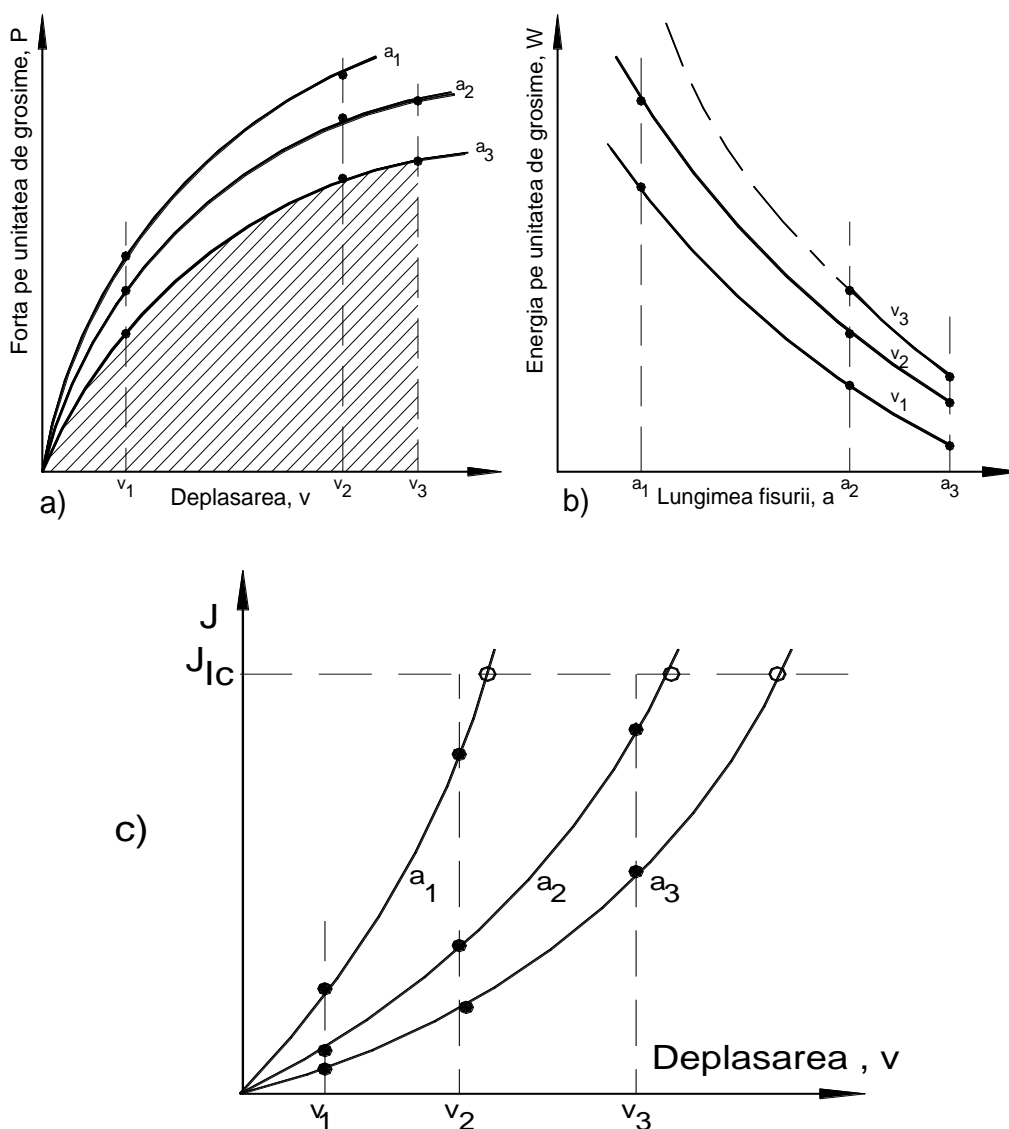 Forta pe unitatea de grosime, P
a1
a2
a3
v1
v2
v3
Deplasarea, v
a)
Energia pe unitatea de grosime, W
v3
v2
v1
a1
a2
a3
Lungimea fisurii, a
b)
J
JIc
c)
a1
a2
a3
Deplasarea , v
v1
v2
v3